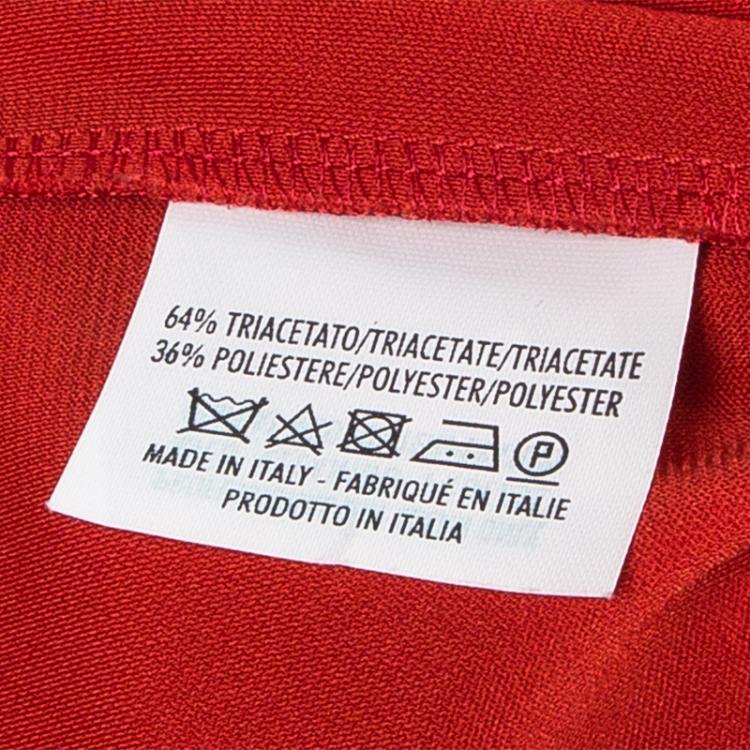 64% TRIACETATO/TRIACETATE/TRIACETATE
36% POLIESTERE/POLYESTER/POLYESTER
P
MADE IN ITALY - FABRIQUÉ EN ITALIE
PRODOTTO IN ITALIA